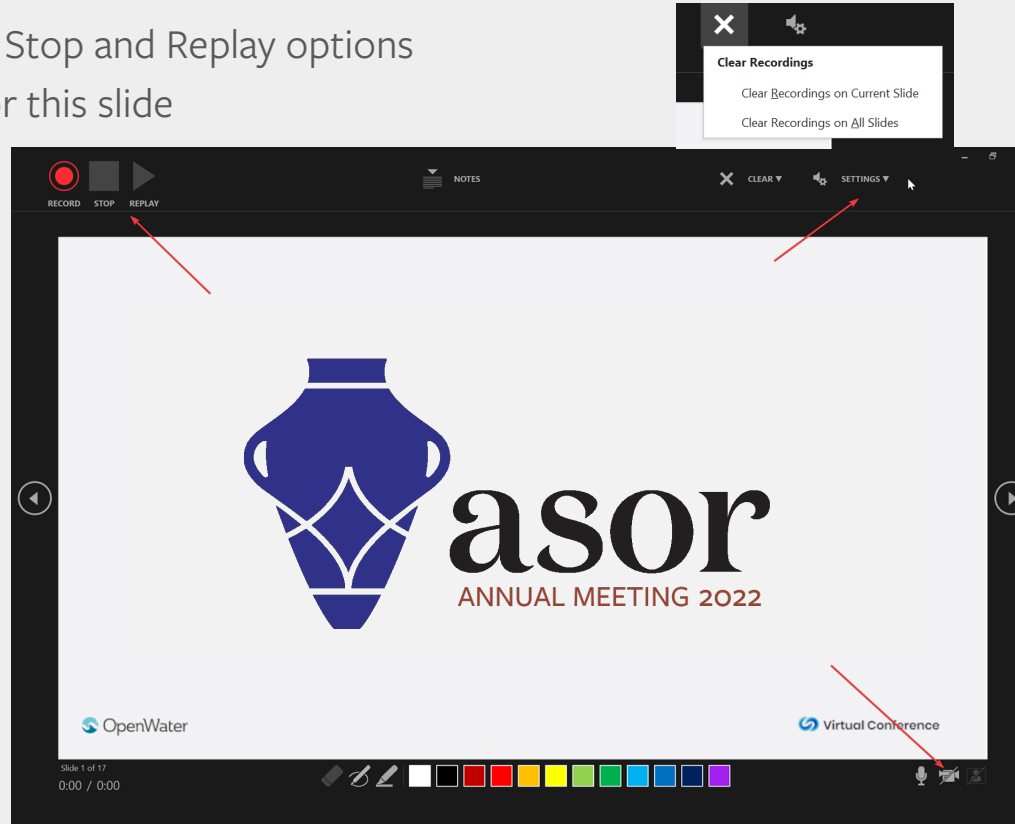 Stop and Replay options
r this slide
Clear Recordings
Clear Recordings on Current Slide
Clear Recordings on All Slides
RECORD STOP REPLAY
NOTES
CLEAR
SETTINGS
asor
ANNUAL MEETING 2022
OpenWater
Virtual Conference
Slide 1 of 17
0:00 / 0:00